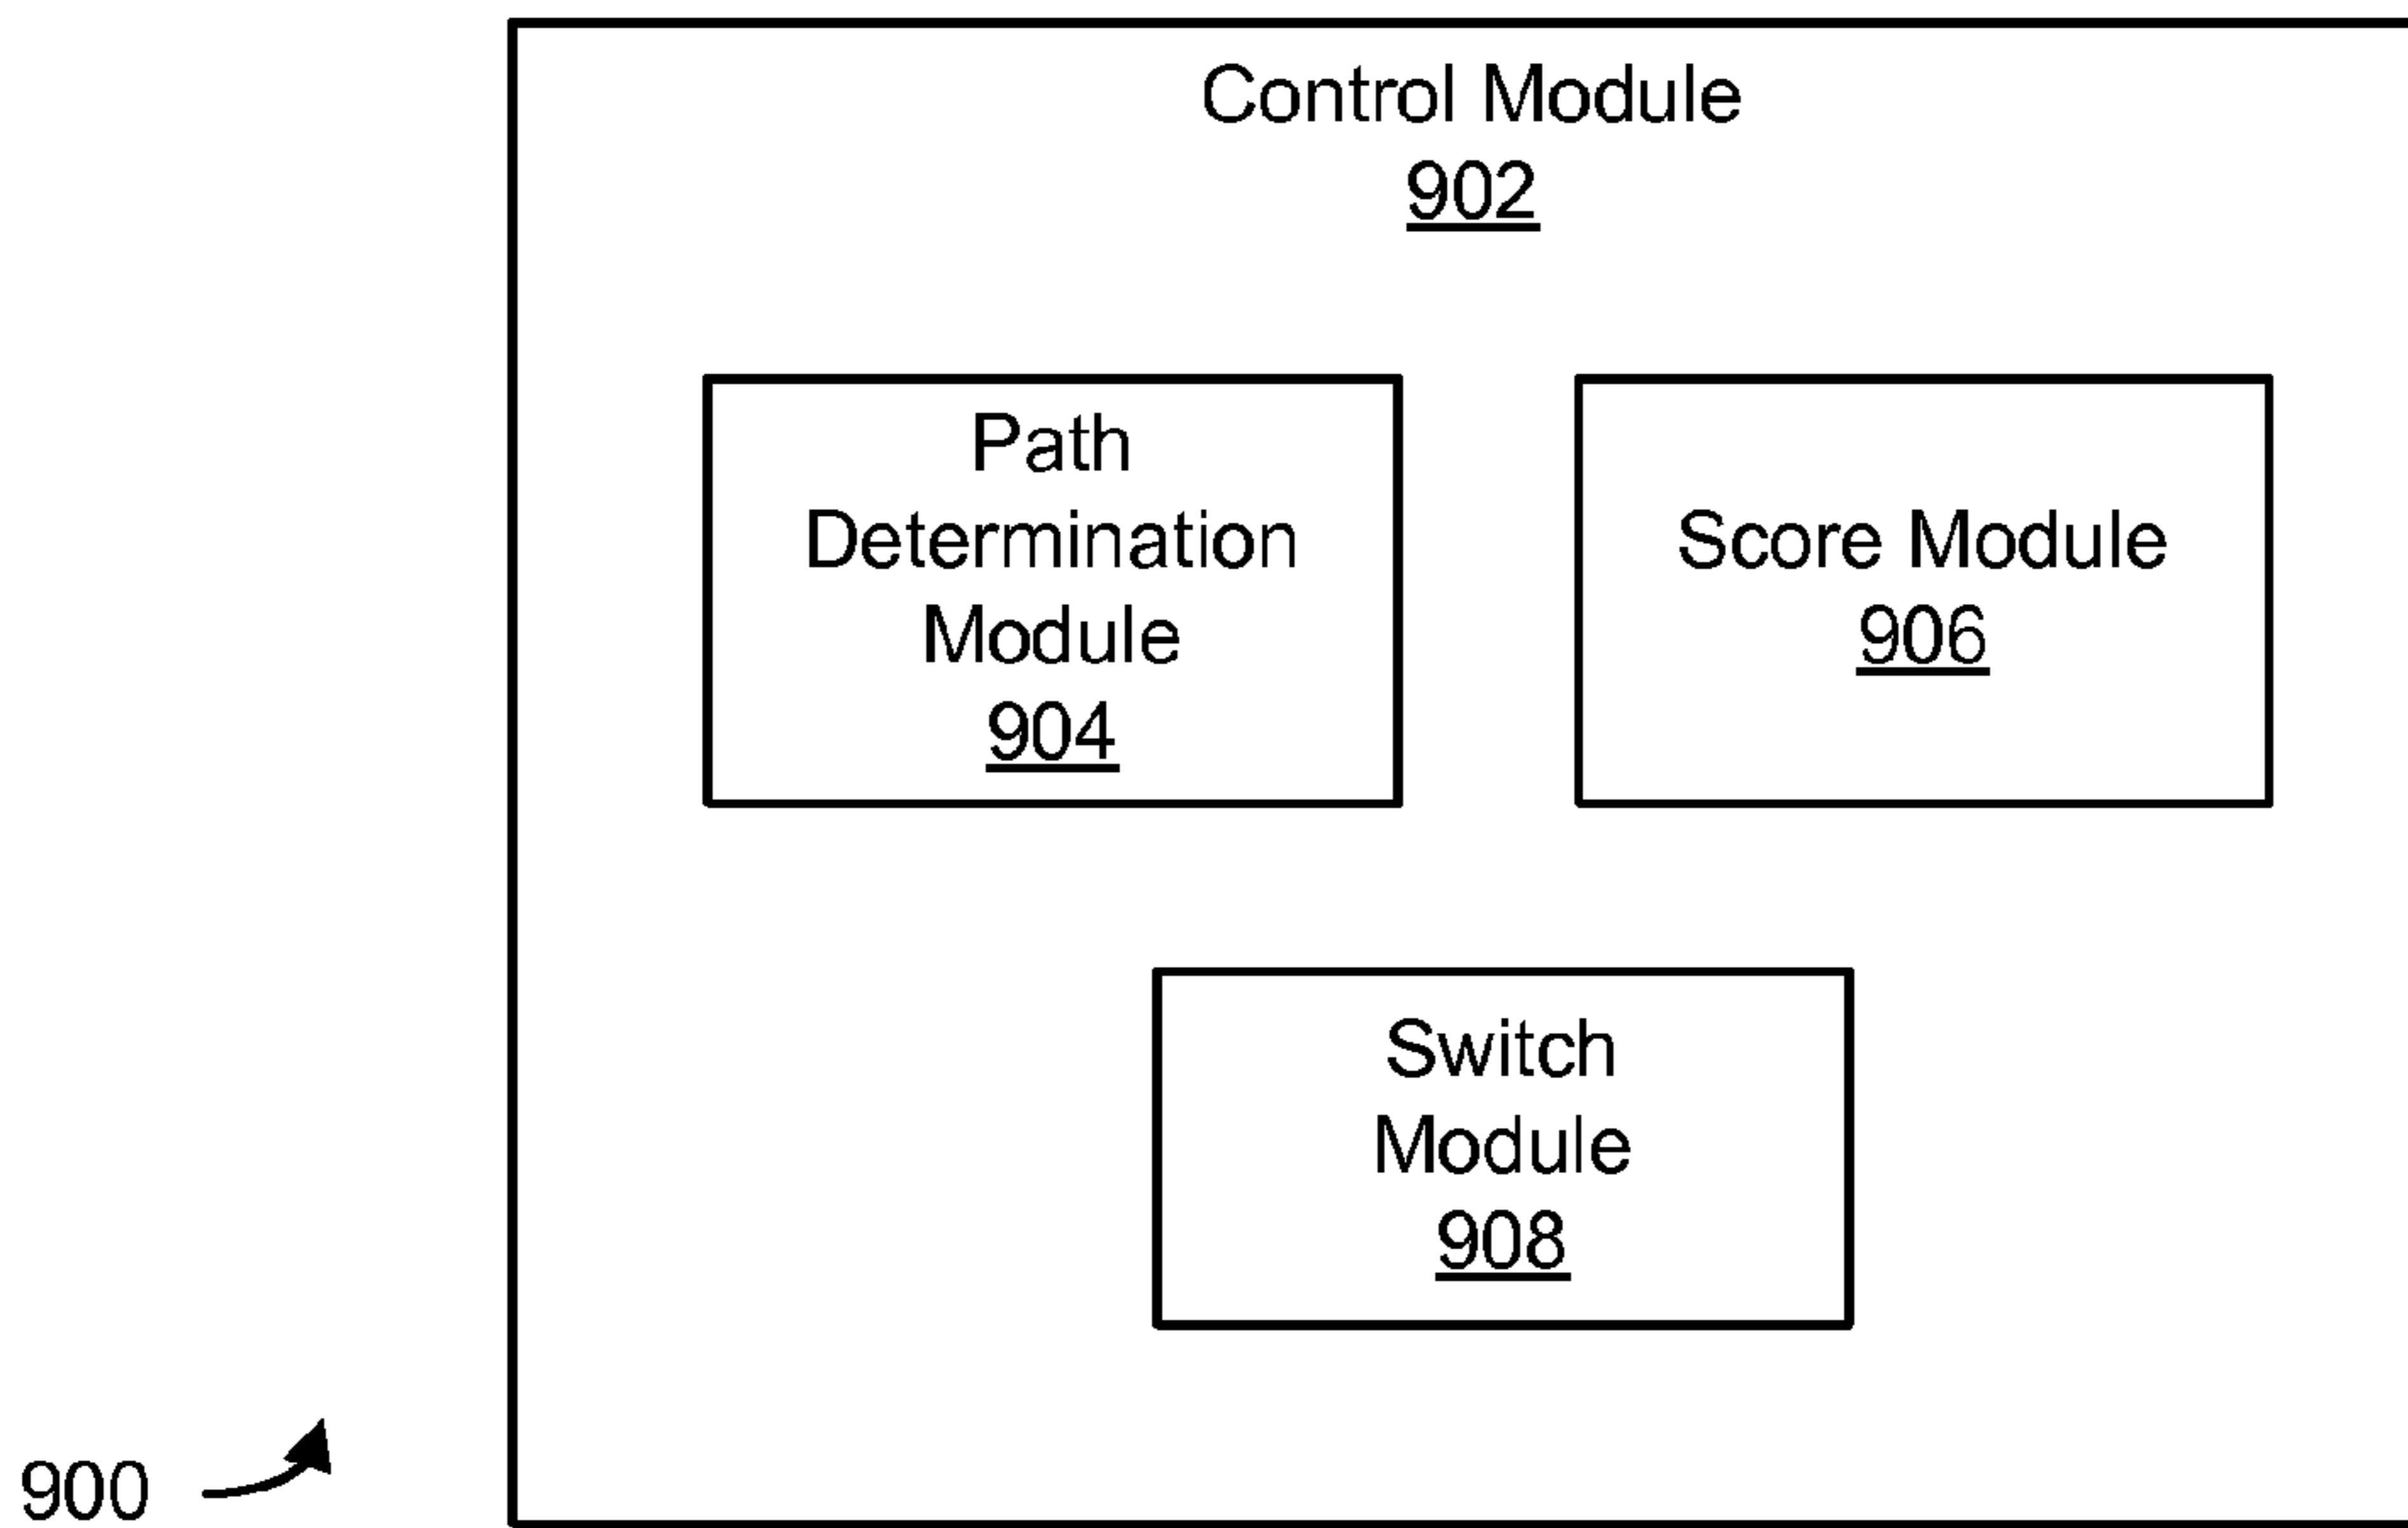 Control Module
902
Path
Determination
Module
904
Score Module
906
Switch
Module
908
900